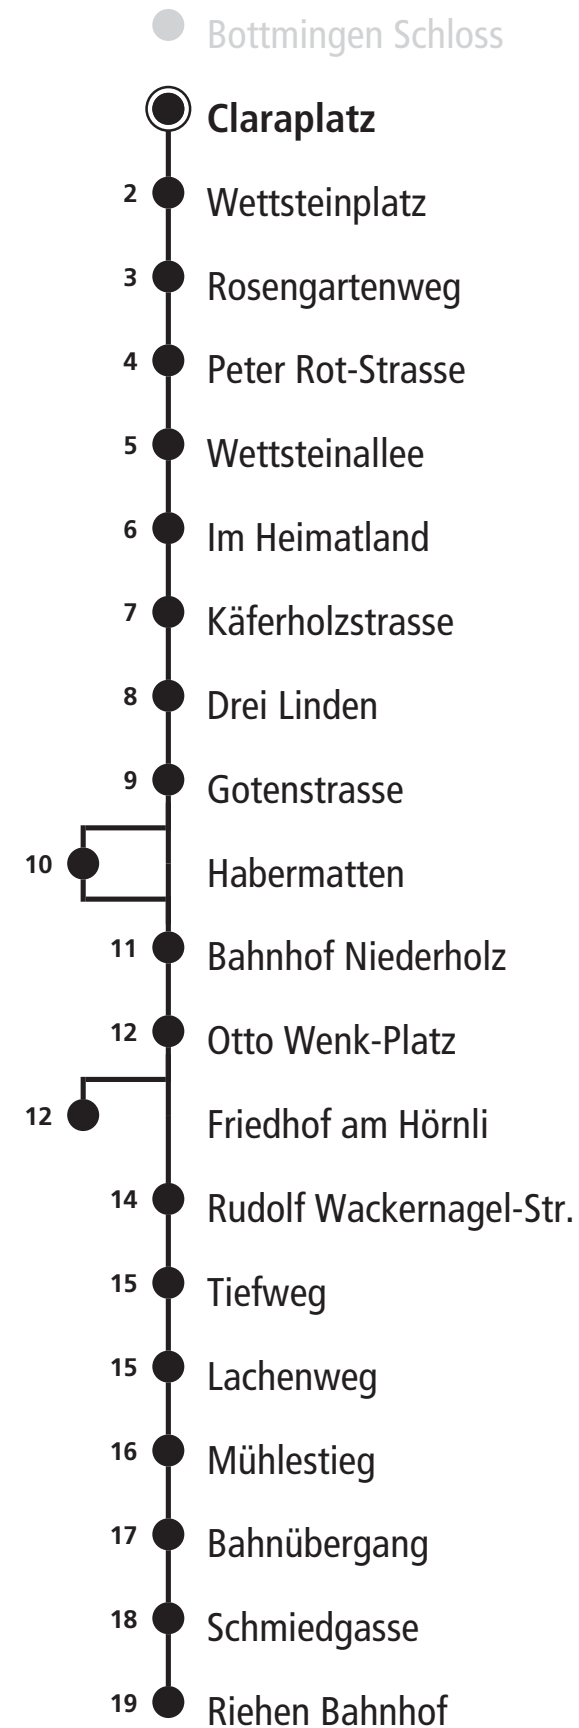 Bottmingen Schloss
Claraplatz
2 Wettsteinplatz
3 Rosengartenweg
4 Peter Rot-Strasse
5 Wettsteinallee
6 Im Heimatland
7 Käferholzstrasse
8 Drei Linden
9 Gotenstrasse
10 Habermatten
11 Bahnhof Niederholz
12 Otto Wenk-Platz
12 Friedhof am Hörnli
14 Rudolf Wackernagel-Str.
15 Tiefweg
15 Lachenweg
16 Mühlestieg
17 Bahnübergang
18 Schmiedgasse
19 Riehen Bahnhof